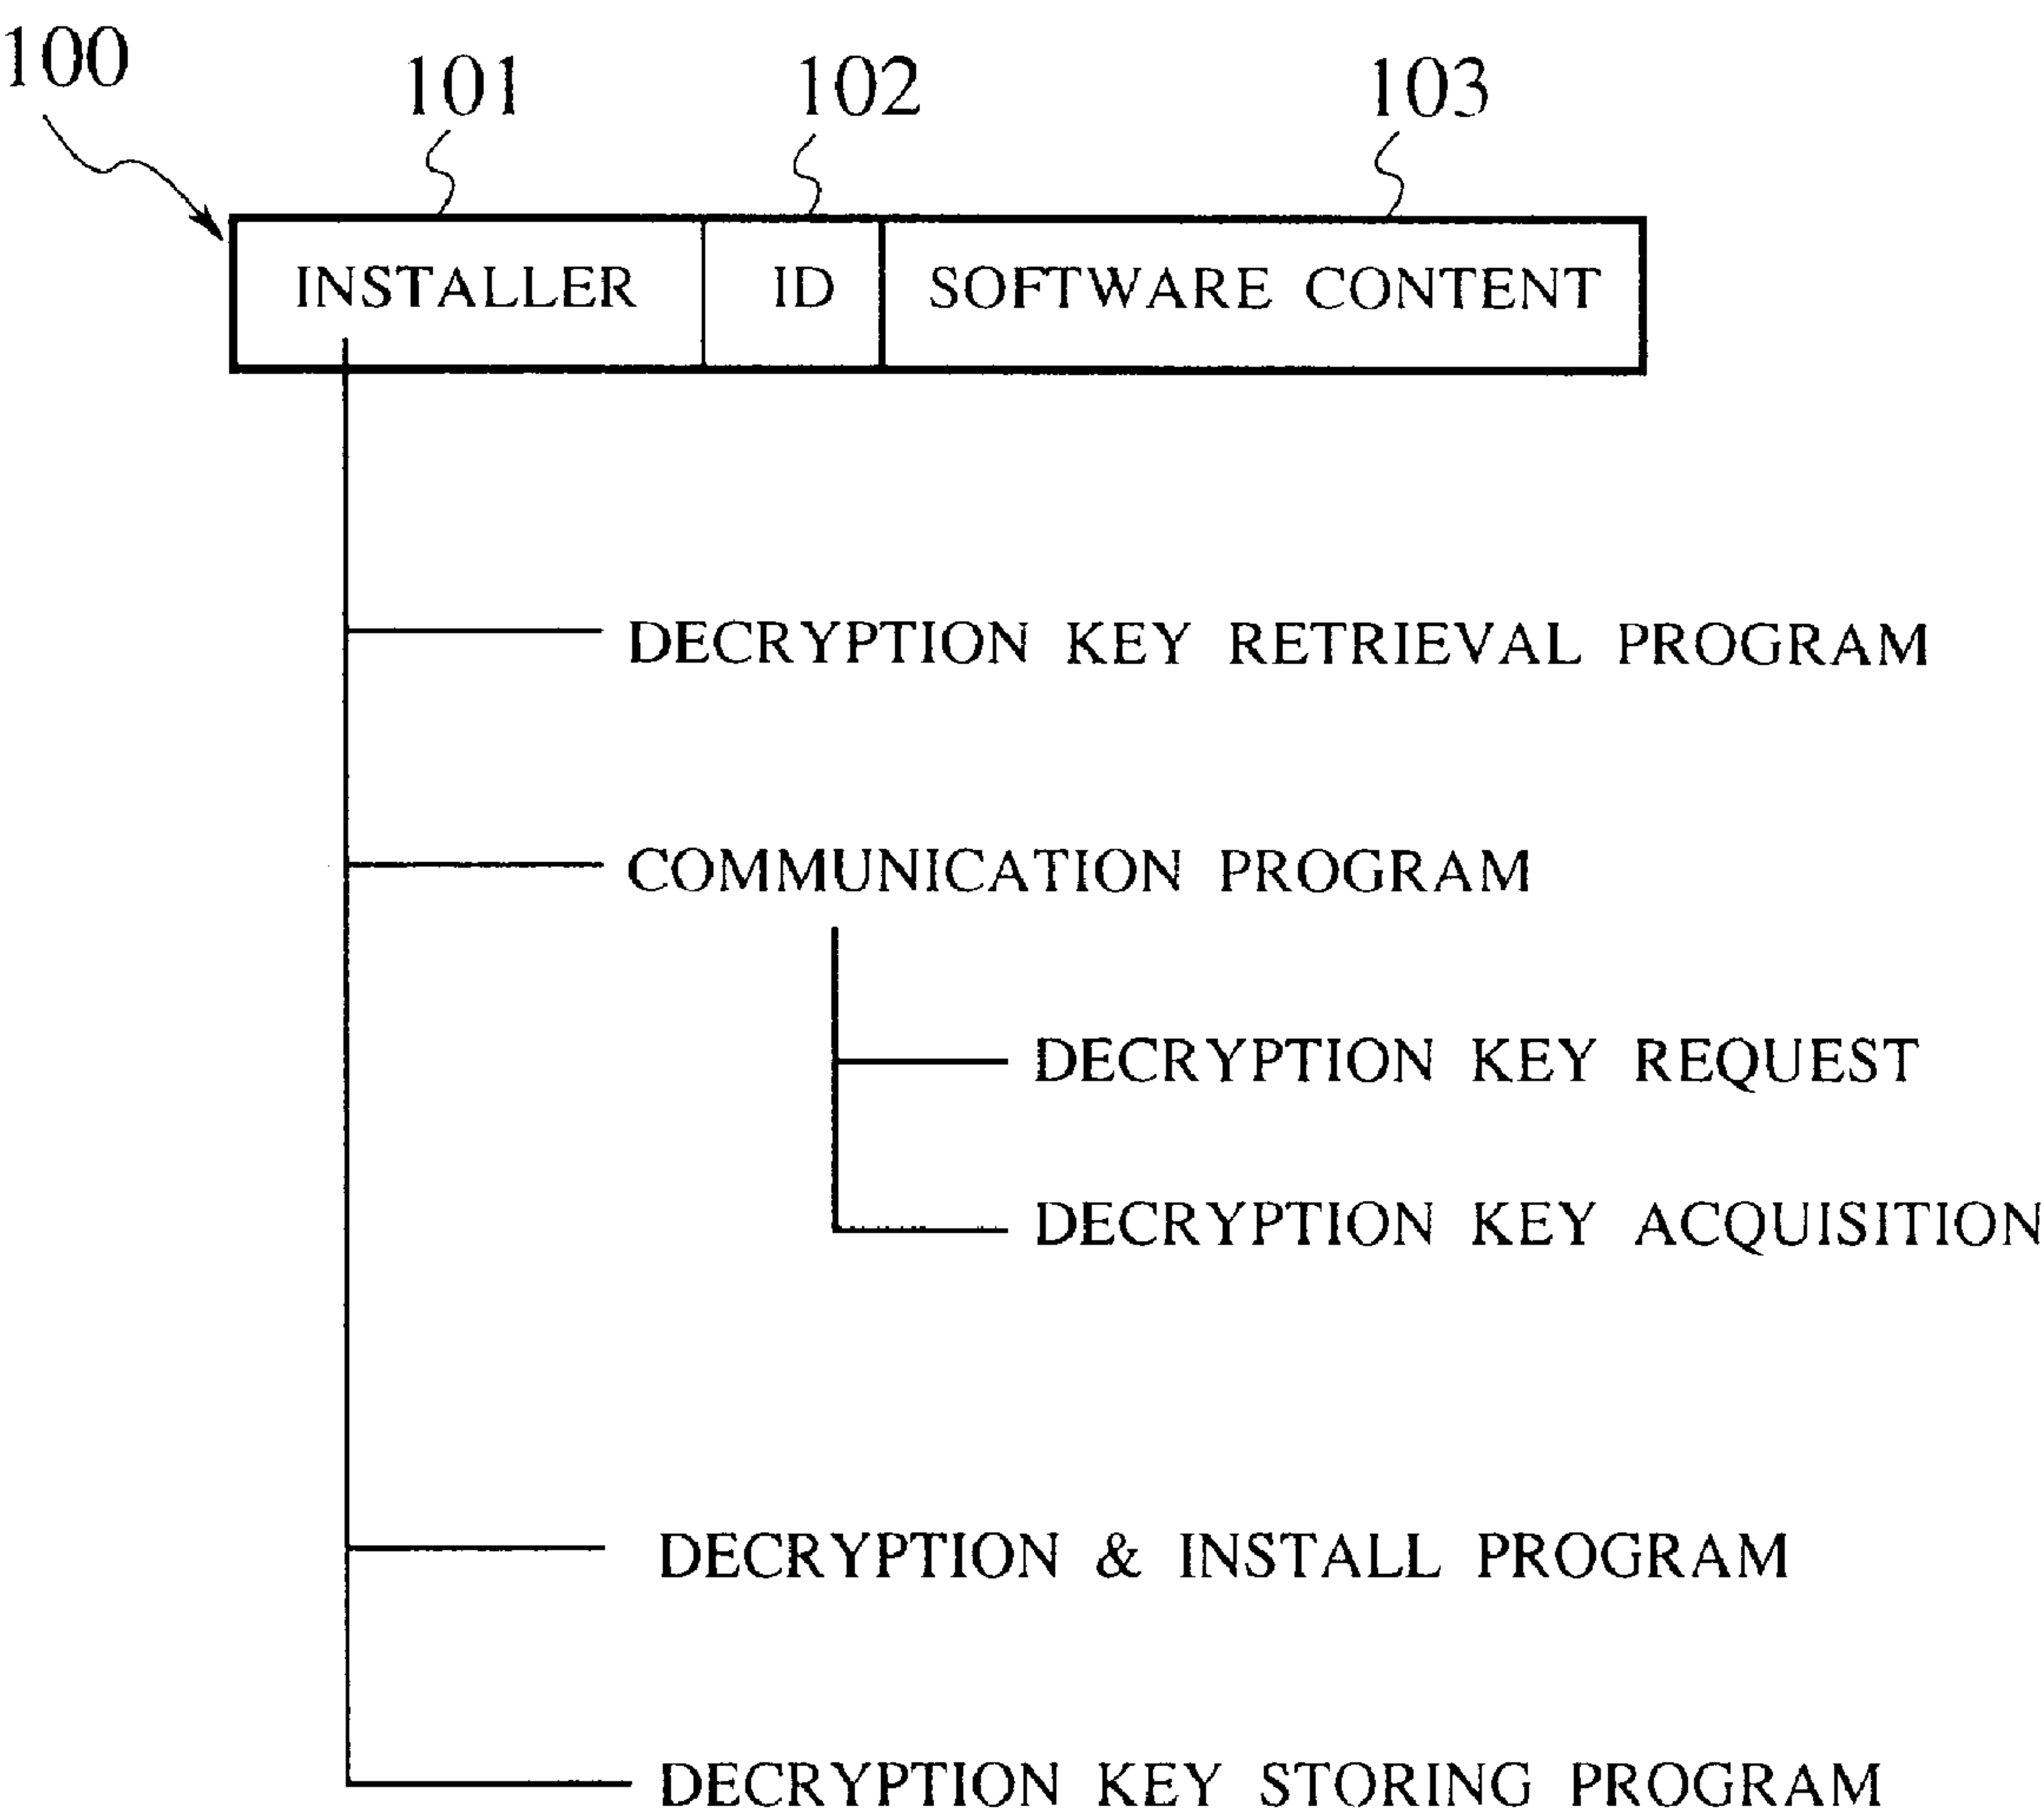 100
101 102 103
INSTALLER ID SOFTWARE CONTENT
DECRYPTION KEY RETRIEVAL PROGRAM
COMMUNICATION PROGRAM
DECRYPTION KEY REQUEST
DECRYPTION KEY ACQUISITION
DECRYPTION & INSTALL PROGRAM
DECRYPTION KEY STORING PROGRAM